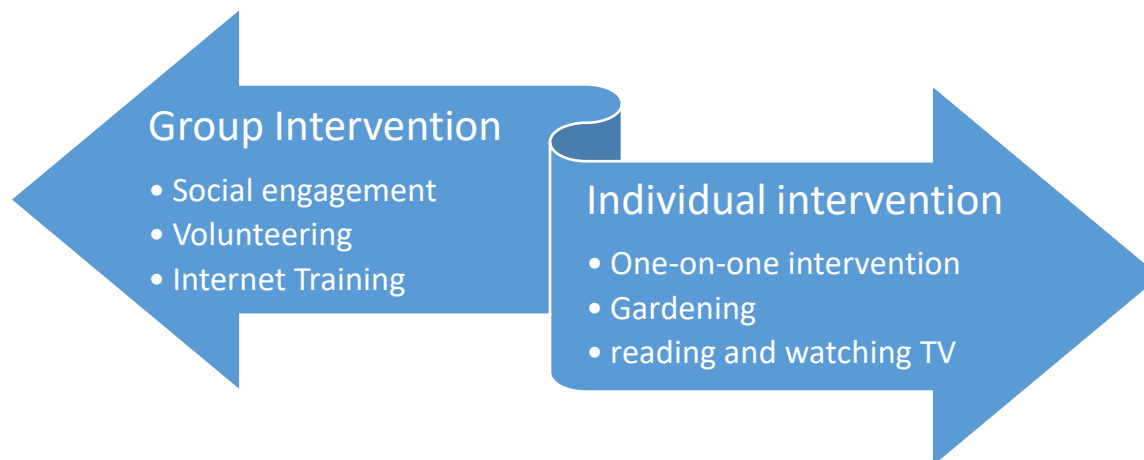 Group Intervention
• Social engagement
• Volunteering
• Internet Training
Individual intervention
• One-on-one intervention
• Gardening
• reading and watching TV